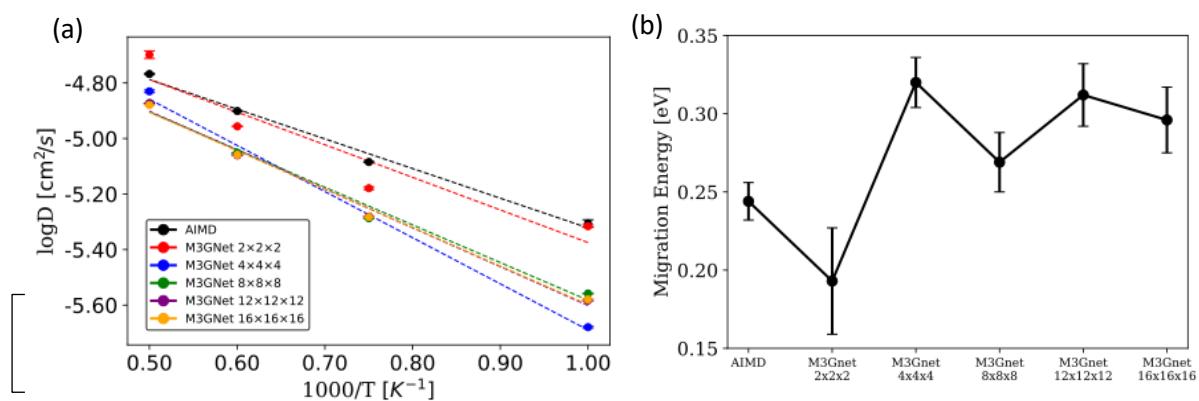 (a)
logD [cm²/s]
-4.80
-5.00
-5.20
-5.40
-5.60
AIMD
M3GNet 2×2×2
M3GNet 4×4×4
M3GNet 8×8×8
M3GNet 12×12×12
M3GNet 16×16×16
0.50 0.60 0.70 0.80 0.90 1.00
1000/T [K⁻¹]
(b)
Migration Energy [eV]
0.35
0.30
0.25
0.20
0.15
AIMD M3Gnet M3Gnet M3Gnet M3Gnet M3Gnet
2x2x2 4x4x4 8x8x8 12x12x12 16x16x16